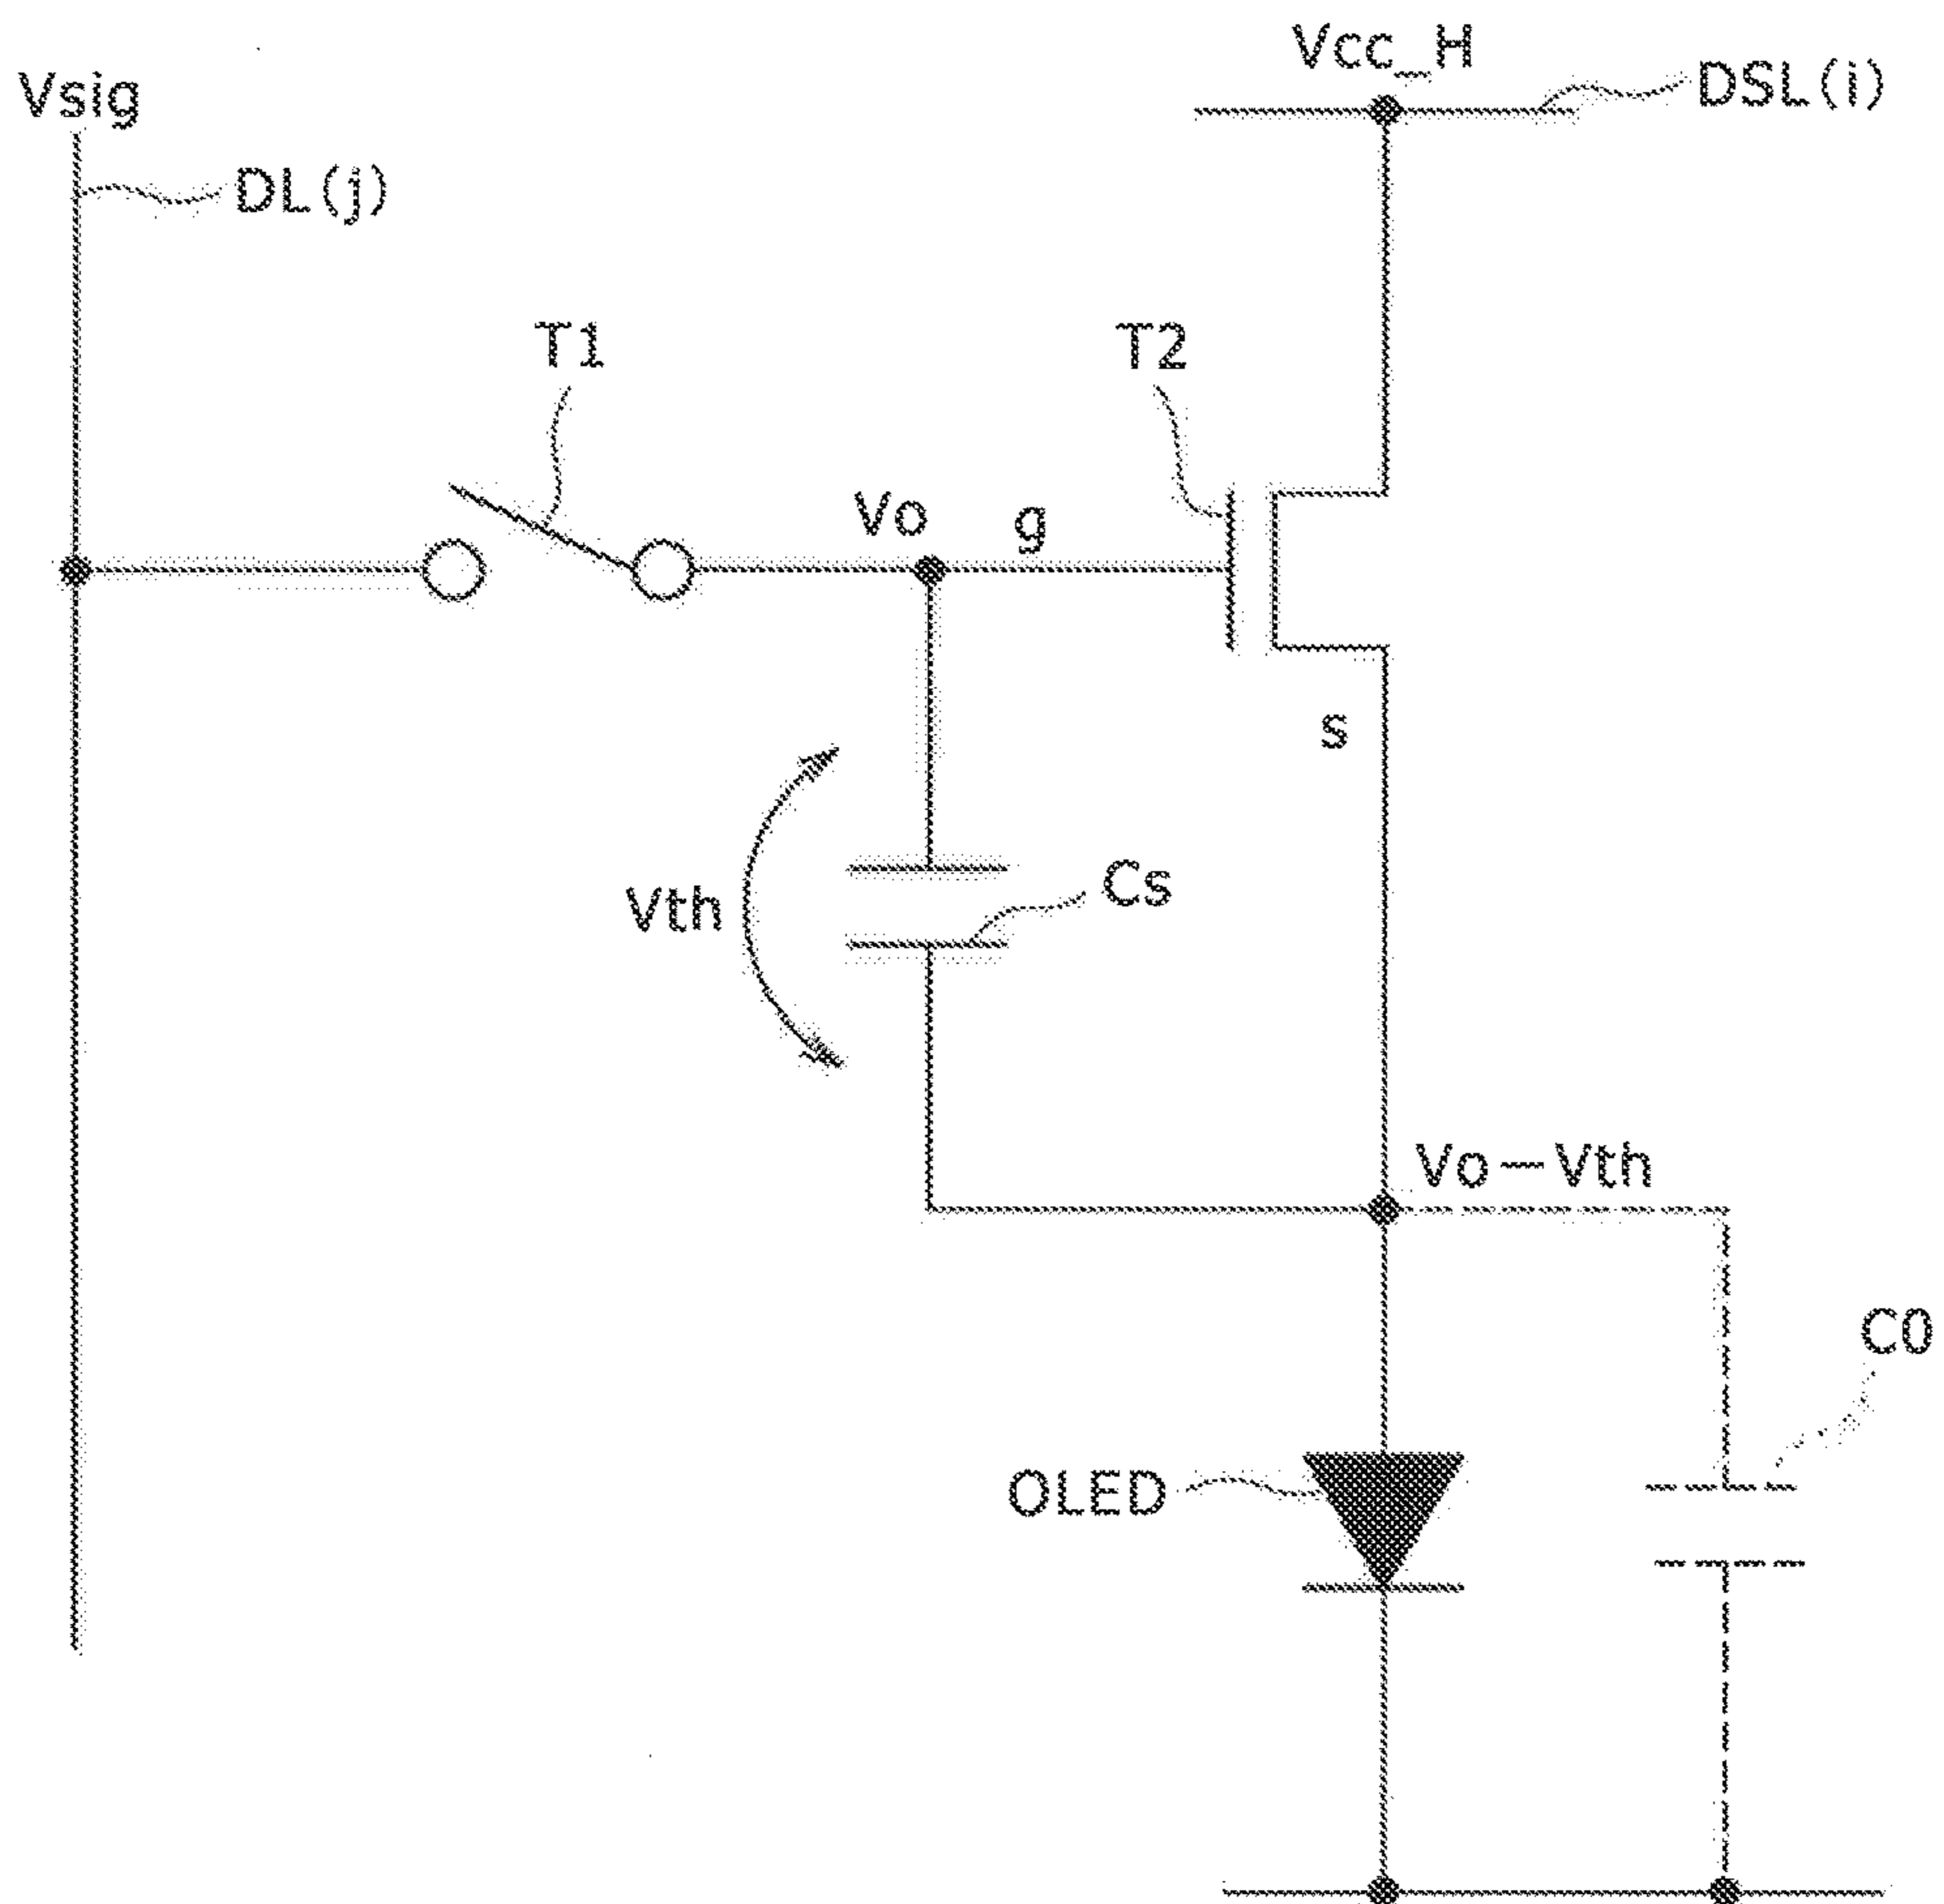 Vcc_H
DSL(i)
Vsig
DL(j)
T1
T2
Vo
g
s
Vth
Cs
Vo−Vth
C0
OLED